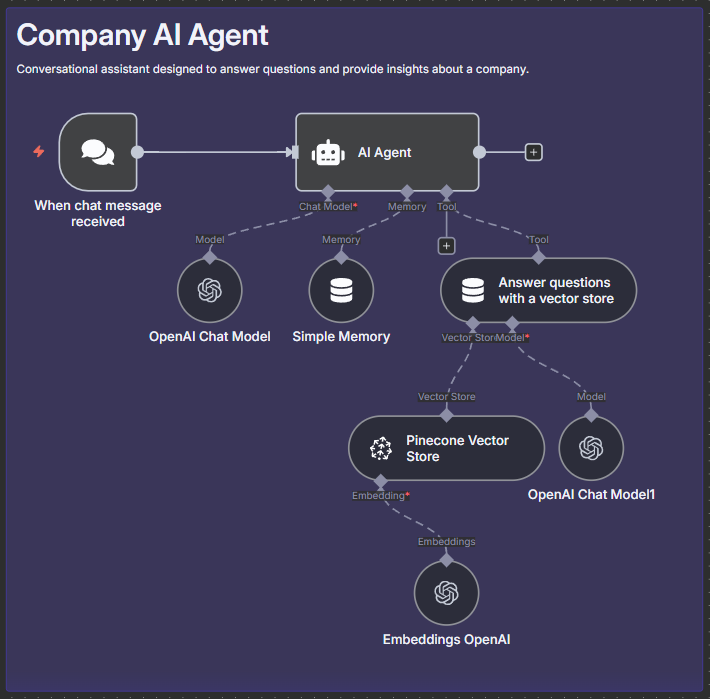 Company AI Agent
Conversational assistant designed to answer questions and provide insights about a company.
AI Agent
When chat message
received
Chat Model*
Memory
Tool
Model
Memory
Tool
Answer questions
with a vector store
OpenAI Chat Model
Simple Memory
Vector Stor
Model*
Vector Store
Model
Pinecone Vector
Store
Embedding*
OpenAI Chat Model1
Embeddings
Embeddings OpenAI